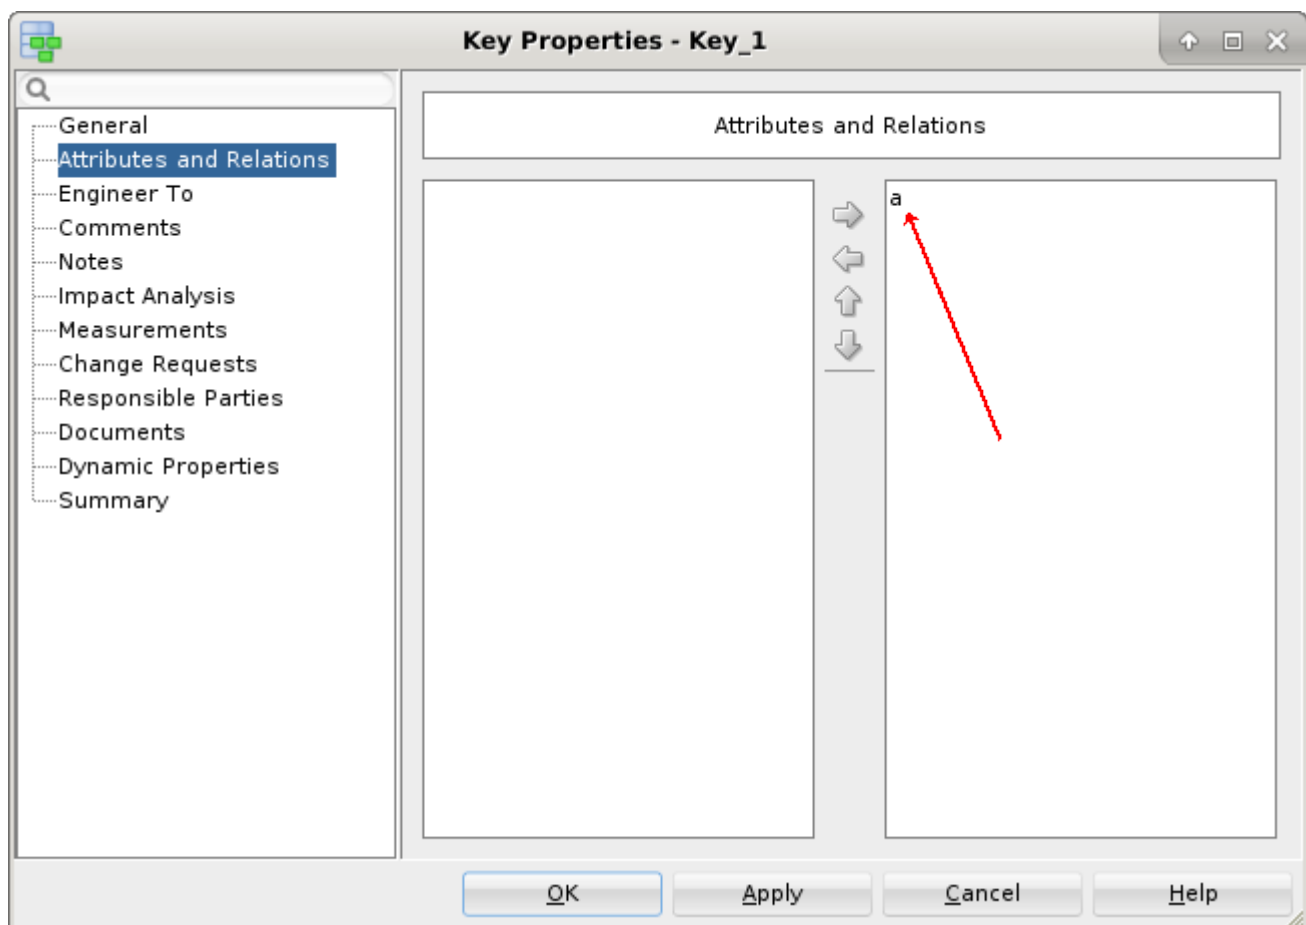 Key Properties - Key_1
General
Attributes and Relations
Engineer To
Comments
Notes
Impact Analysis
Measurements
Change Requests
Responsible Parties
Documents
Dynamic Properties
Summary
Attributes and Relations
a
OK
Apply
Cancel
Help